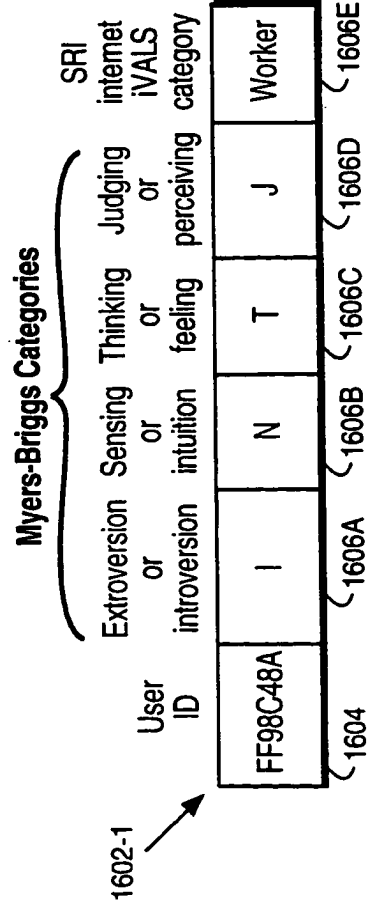 Myers-Briggs Categories
User
ID
Extroversion
or
introversion
Sensing
or
intuition
Thinking
or
feeling
Judging
or
perceiving
SRI
internet
iVALS
category
1602-1
FF98C48A
I
N
T
J
Worker
1604
1606A
1606B
1606C
1606D
1606E